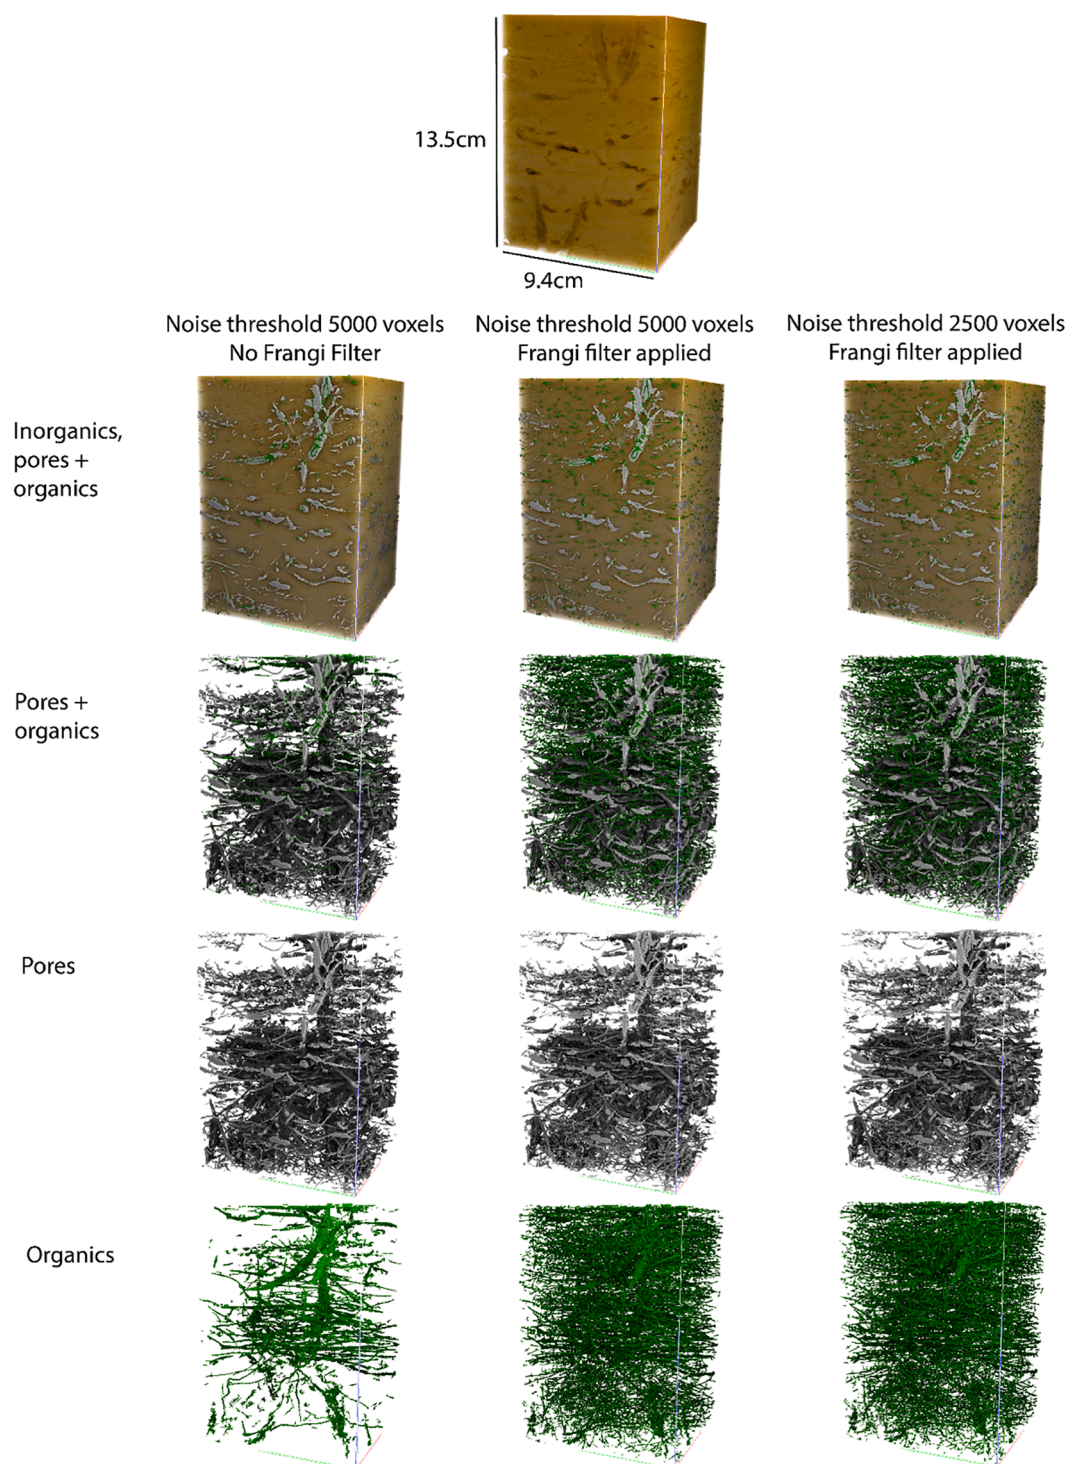 13.5cm
9.4cm
Noise threshold 5000 voxels
No Frangi Filter
Noise threshold 5000 voxels
Frangi filter applied
Noise threshold 2500 voxels
Frangi filter applied
Inorganics,
pores +
organics
Pores +
organics
Pores
Organics